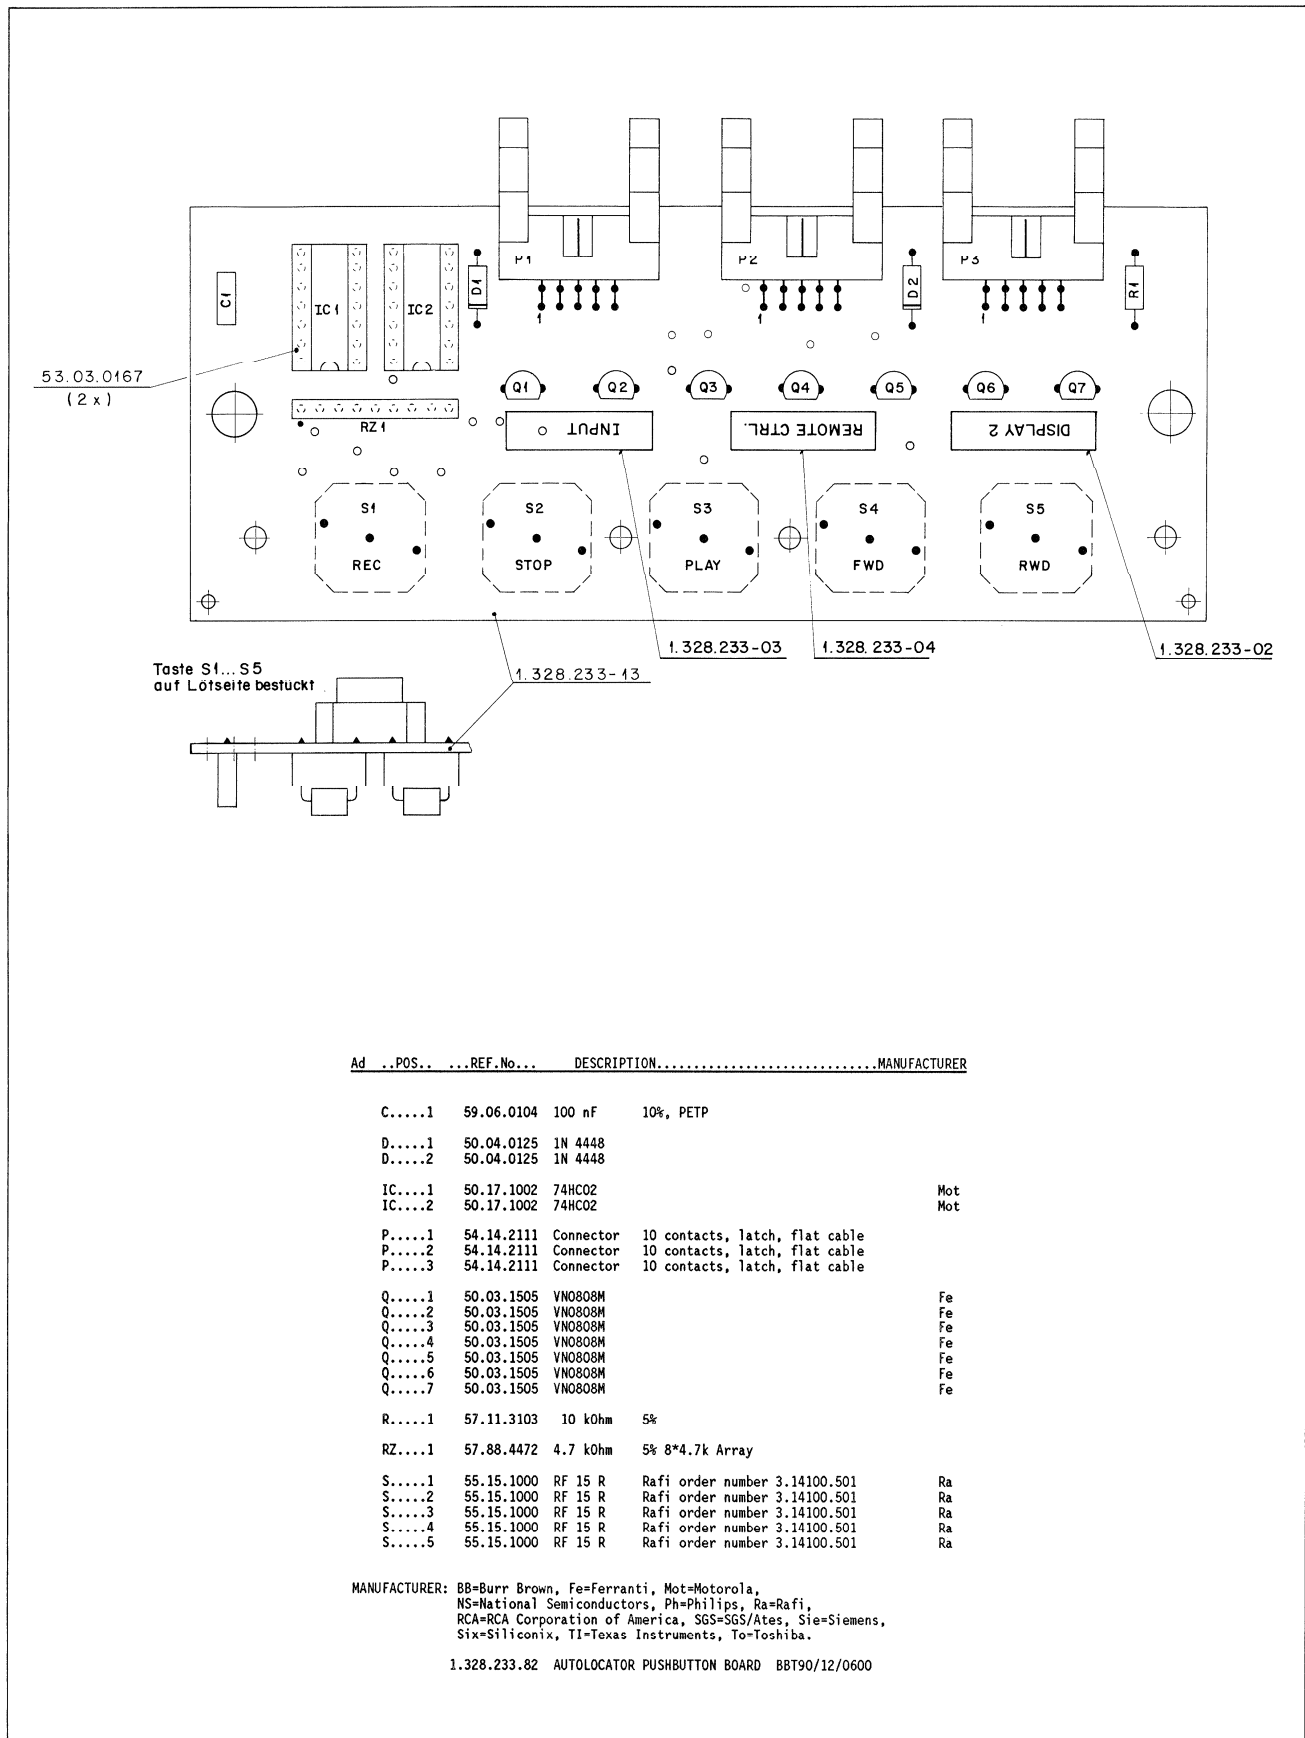 P1
P2
P3
C1
IC1
IC2
D1
D2
R1
1
1
1
53.03.0167
(2x)
Q1
Q2
Q3
Q4
Q5
Q6
Q7
RZ1
INPUT
REMOTE CTRL.
DISPLAY 2
S1
S2
S3
S4
S5
REC
STOP
PLAY
FWD
RWD
1.328.233-03
1.328.233-04
1.328.233-02
Taste S1...S5
auf Lötseite bestückt
1.328.233-13
Ad ..POS.. ...REF.No... DESCRIPTION.............................MANUFACTURER
C.....1 59.06.0104 100 nF 10%, PETP
D.....1 50.04.0125 1N 4448
D.....2 50.04.0125 1N 4448
IC....1 50.17.1002 74HC02 Mot
IC....2 50.17.1002 74HC02 Mot
P.....1 54.14.2111 Connector 10 contacts, latch, flat cable
P.....2 54.14.2111 Connector 10 contacts, latch, flat cable
P.....3 54.14.2111 Connector 10 contacts, latch, flat cable
Q.....1 50.03.1505 VN0808M Fe
Q.....2 50.03.1505 VN0808M Fe
Q.....3 50.03.1505 VN0808M Fe
Q.....4 50.03.1505 VN0808M Fe
Q.....5 50.03.1505 VN0808M Fe
Q.....6 50.03.1505 VN0808M Fe
Q.....7 50.03.1505 VN0808M Fe
R.....1 57.11.3103 10 kOhm 5%
RZ....1 57.88.4472 4.7 kOhm 5% 8*4.7k Array
S.....1 55.15.1000 RF 15 R Rafi order number 3.14100.501 Ra
S.....2 55.15.1000 RF 15 R Rafi order number 3.14100.501 Ra
S.....3 55.15.1000 RF 15 R Rafi order number 3.14100.501 Ra
S.....4 55.15.1000 RF 15 R Rafi order number 3.14100.501 Ra
S.....5 55.15.1000 RF 15 R Rafi order number 3.14100.501 Ra
MANUFACTURER: BB=Burr Brown, Fe=Ferranti, Mot=Motorola,
NS=National Semiconductors, Ph=Philips, Ra=Rafi,
RCA=RCA Corporation of America, SGS=SGS/Ates, Sie=Siemens,
Six=Siliconix, TI=Texas Instruments, To=Toshiba.
1.328.233.82 AUTOLOCATOR PUSHBUTTON BOARD BBT90/12/0600